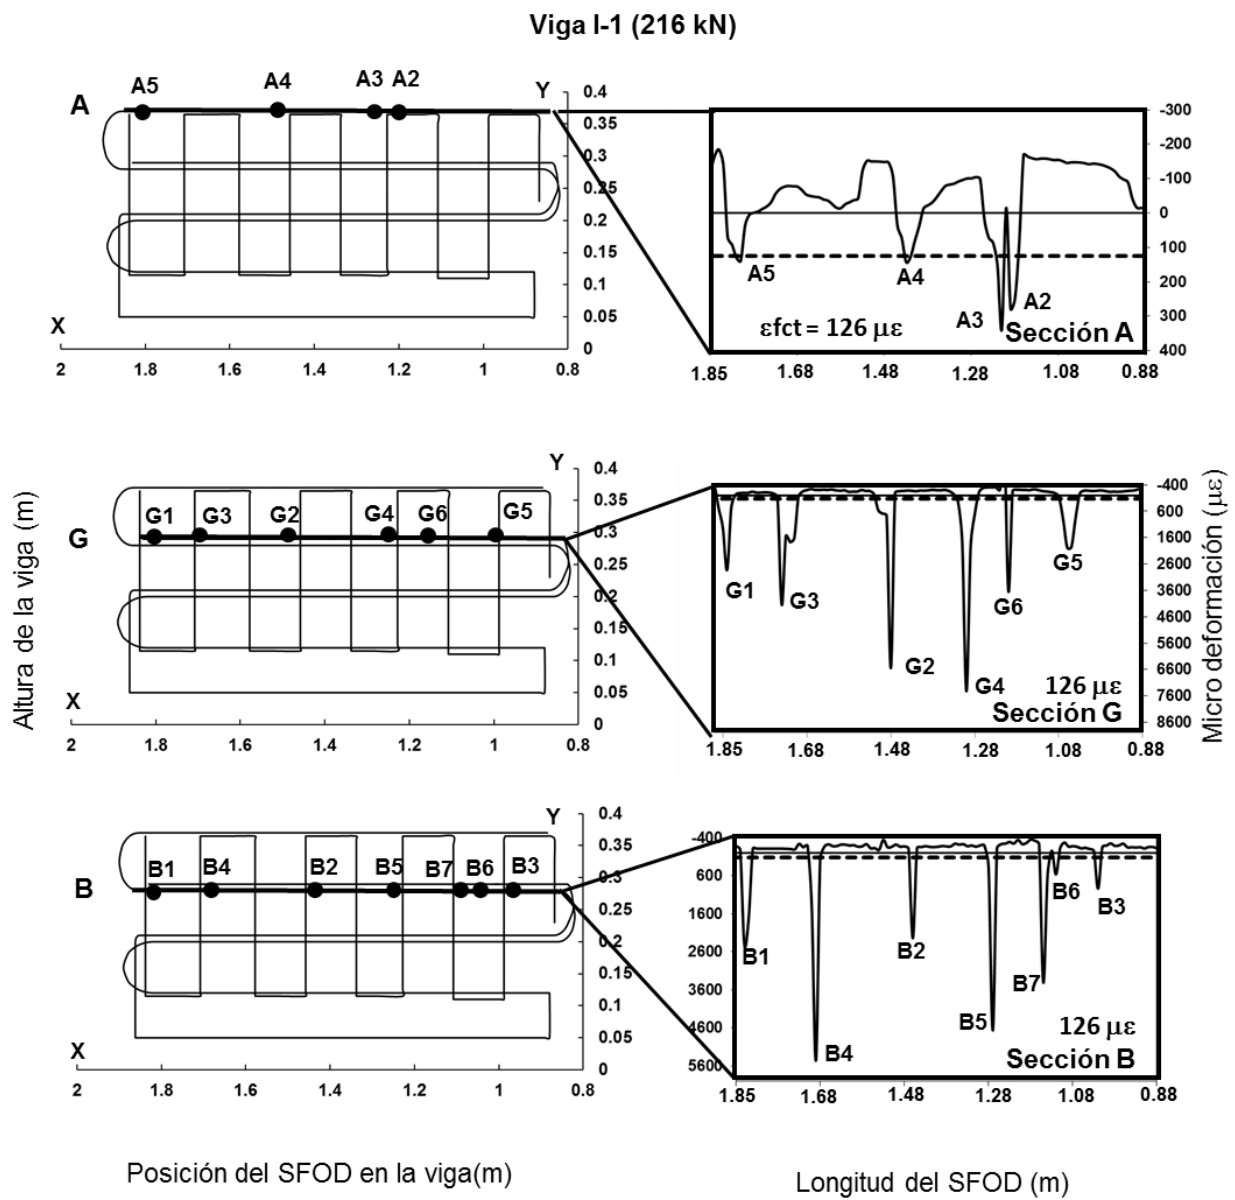 Viga I-1 (216 kN)
A
A5
A4
A3
A2
Y
0.4
0.35
0.3
0.25
0.2
0.15
0.1
0.05
0
X
2
1.8
1.6
1.4
1.2
1
0.8
-300
-200
-100
0
100
200
300
400
A5
A4
A3
A2
εfct = 126 με
Sección A
1.85
1.68
1.48
1.28
1.08
0.88
Altura de la viga (m)
G
G1
G3
G2
G4
G6
G5
Y
0.4
0.35
0.3
0.25
0.2
0.15
0.1
0.05
0
X
2
1.8
1.6
1.4
1.2
1
0.8
-400
600
1600
2600
3600
4600
5600
6600
7600
8600
G1
G3
G2
G4
G6
G5
126 με
Sección G
1.85
1.68
1.48
1.28
1.08
0.88
Micro deformación (με)
B
B1
B4
B2
B5
B7
B6
B3
Y
0.4
0.35
0.3
0.25
0.2
0.15
0.1
0.05
0
X
2
1.8
1.6
1.4
1.2
1
0.8
-400
600
1600
2600
3600
4600
5600
B1
B4
B2
B5
B7
B6
B3
126 με
Sección B
1.85
1.68
1.48
1.28
1.08
0.88
Posición del SFOD en la viga(m)
Longitud del SFOD (m)